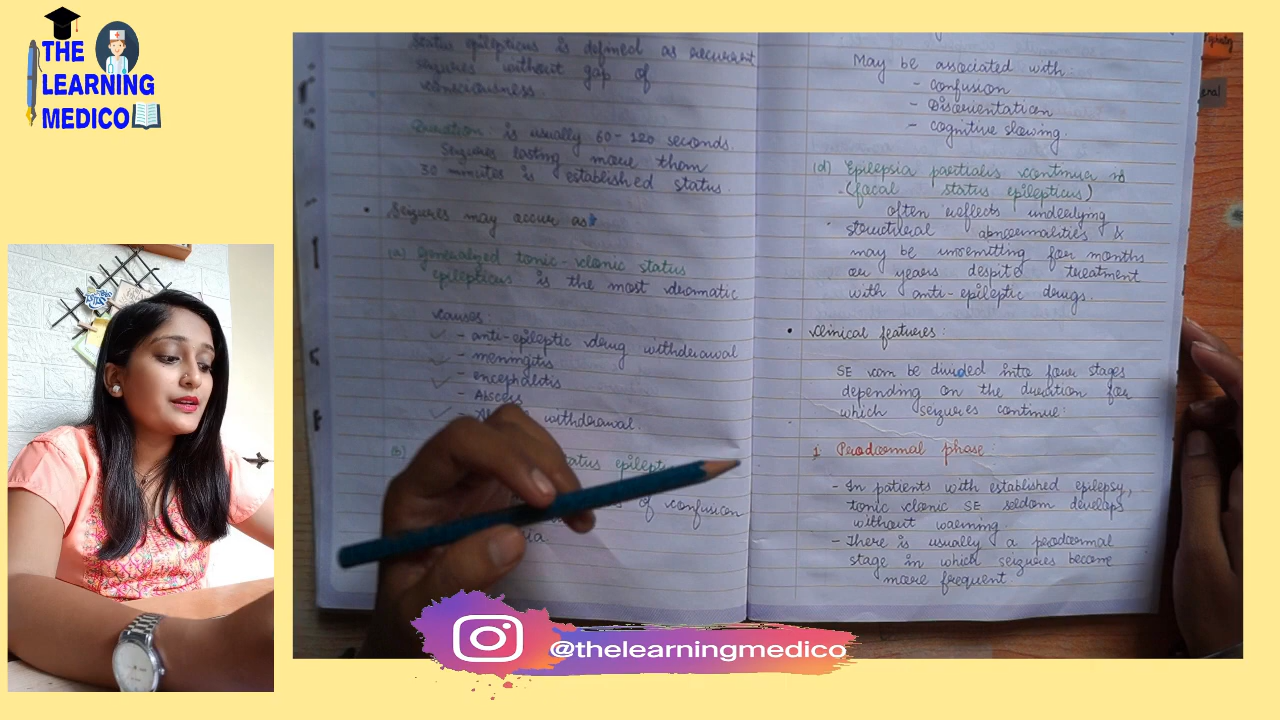 THE
LEARNING
MEDICO
status epilepticus is defined as recurrent
seizures without gap of
consciousness.
Duration: is usually 60-120 seconds.
Seizures lasting more than
30 minutes is established status.
• Seizures may occur as
(a) Generalized tonic-clonic status
epilepticus is the most dramatic
causes:
- anti-epileptic drug withdrawal
- meningitis
- encephalitis
- Abscess
withdrawal.
(b)
status
of confusion
May be associated with:
- confusion
- Disorientation
- cognitive slowing.
(d) Epilepsia partialis continua is
(focal status epilepticus)
often reflects underlying
structural abnormalities &
may be unremitting for months
or years despite treatment
with anti-epileptic drugs.
• Clinical features:
SE can be divided into four stages
depending on the duration for
which seizures continue:
1. Prodromal phase:
- In patients with established epilepsy,
tonic clonic SE seldom develops
without warning
- There is usually a prodromal
stage in which seizures become
more frequent.
@thelearningmedico